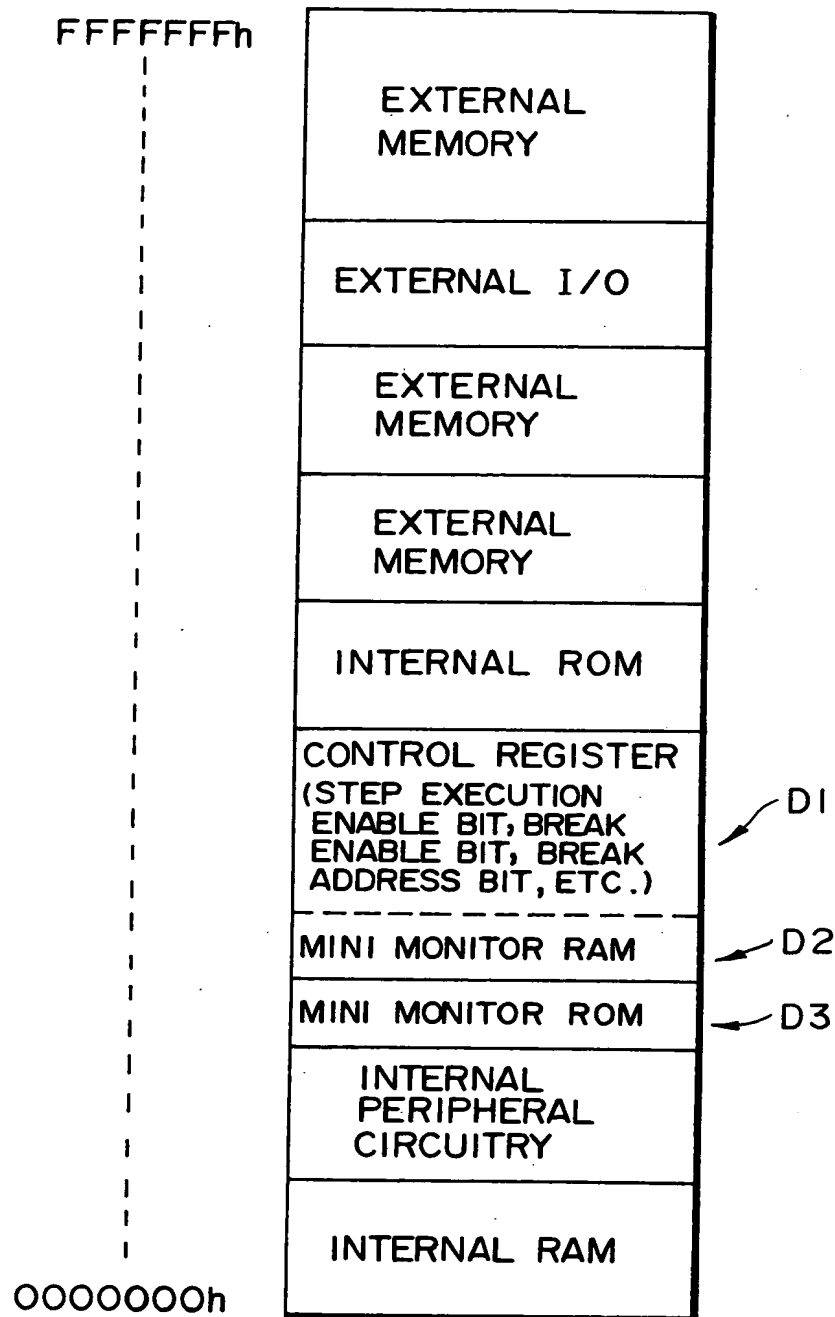 FFFFFFFh
EXTERNAL
MEMORY
EXTERNAL I/O
EXTERNAL
MEMORY
EXTERNAL
MEMORY
INTERNAL ROM
CONTROL REGISTER
(STEP EXECUTION
ENABLE BIT, BREAK
ENABLE BIT, BREAK
ADDRESS BIT, ETC.)
D1
MINI MONITOR RAM
D2
MINI MONITOR ROM
D3
INTERNAL
PERIPHERAL
CIRCUITRY
INTERNAL RAM
0000000h